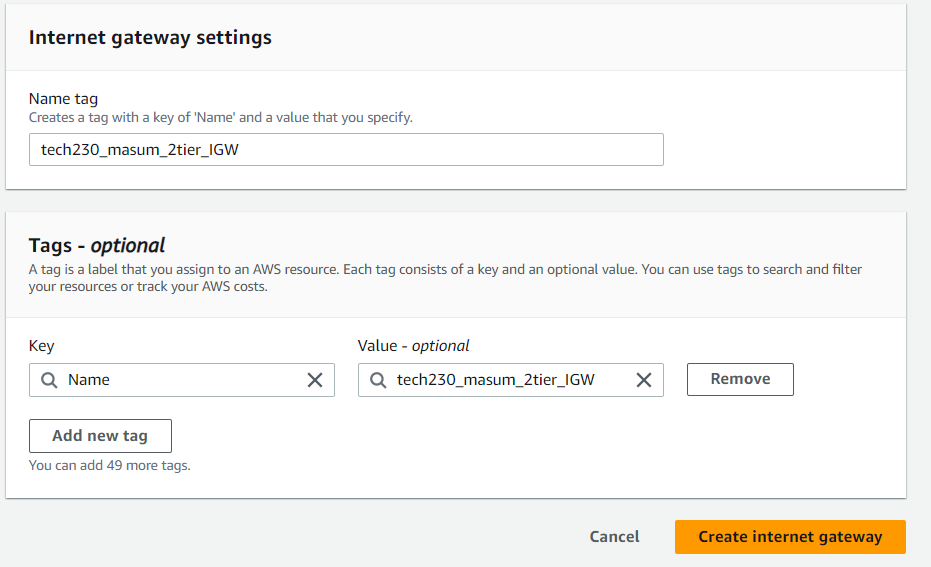 Internet gateway settings
Name tag
Creates a tag with a key of 'Name' and a value that you specify.
tech230_masum_2tier_IGW
Tags - optional
A tag is a label that you assign to an AWS resource. Each tag consists of a key and an optional value. You can use tags to search and filter
your resources or track your AWS costs.
Key
Value - optional
Name
tech230_masum_2tier_IGW
Remove
Add new tag
You can add 49 more tags.
Cancel
Create internet gateway